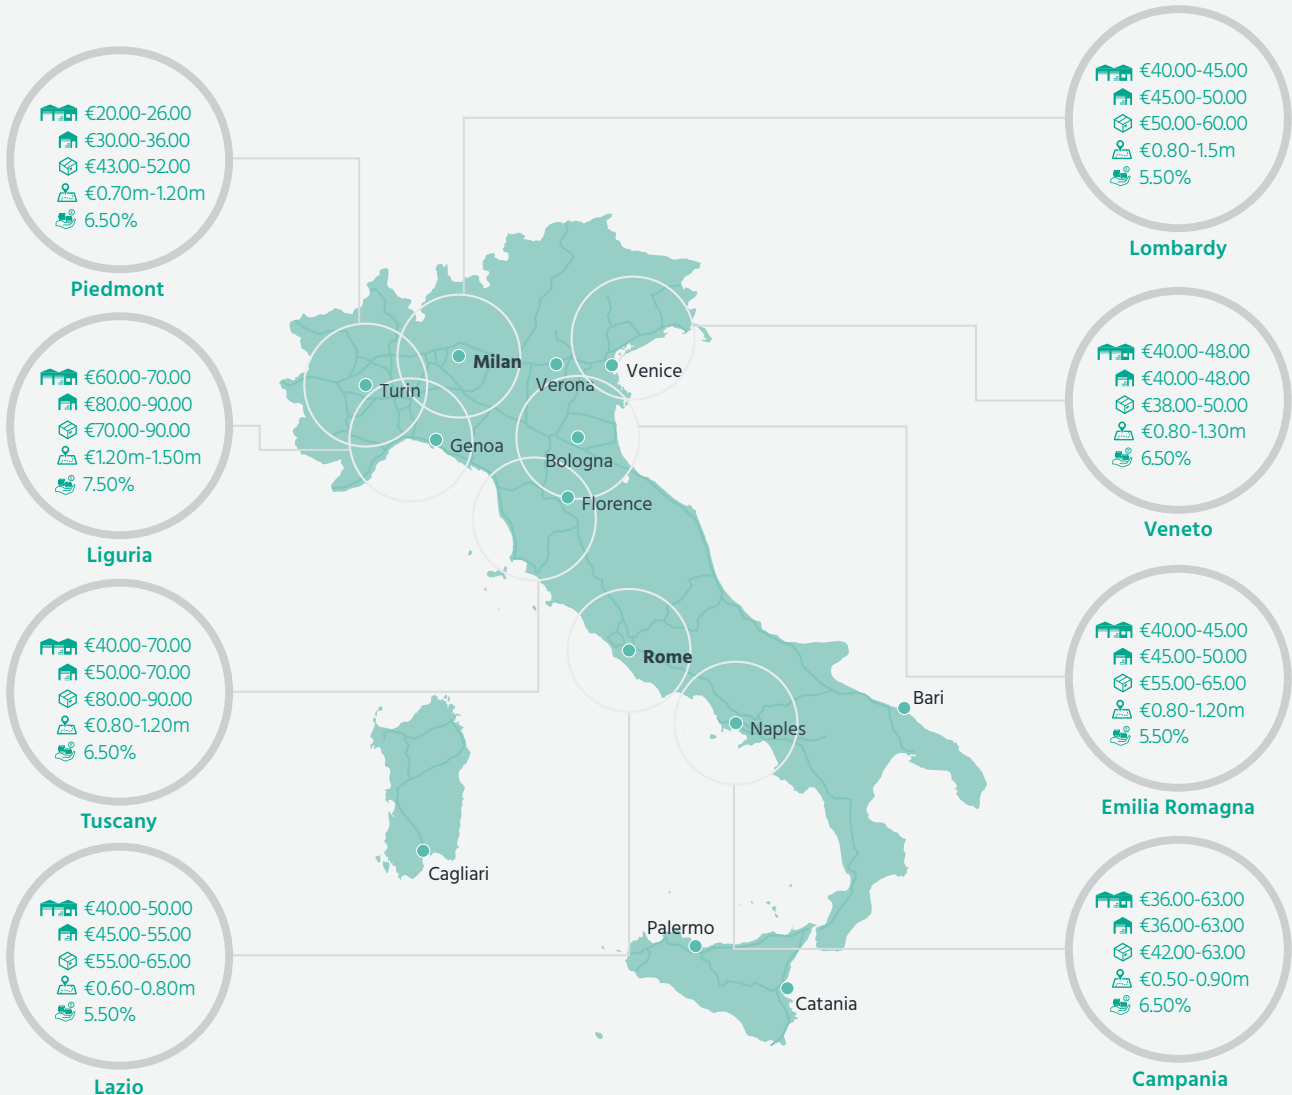 €20.00-26.00
€30.00-36.00
€43.00-52.00
€0.70m-1.20m
6.50%
Piedmont
€60.00-70.00
€80.00-90.00
€70.00-90.00
€1.20m-1.50m
7.50%
Liguria
€40.00-70.00
€50.00-70.00
€80.00-90.00
€0.80-1.20m
6.50%
Tuscany
€40.00-50.00
€45.00-55.00
€55.00-65.00
€0.60-0.80m
5.50%
Lazio
Milan
Turin
Verona
Venice
Genoa
Bologna
Florence
Rome
Naples
Bari
Cagliari
Palermo
Catania
€40.00-45.00
€45.00-50.00
€50.00-60.00
€0.80-1.5m
5.50%
Lombardy
€40.00-48.00
€40.00-48.00
€38.00-50.00
€0.80-1.30m
6.50%
Veneto
€40.00-45.00
€45.00-50.00
€55.00-65.00
€0.80-1.20m
5.50%
Emilia Romagna
€36.00-63.00
€36.00-63.00
€42.00-63.00
€0.50-0.90m
6.50%
Campania